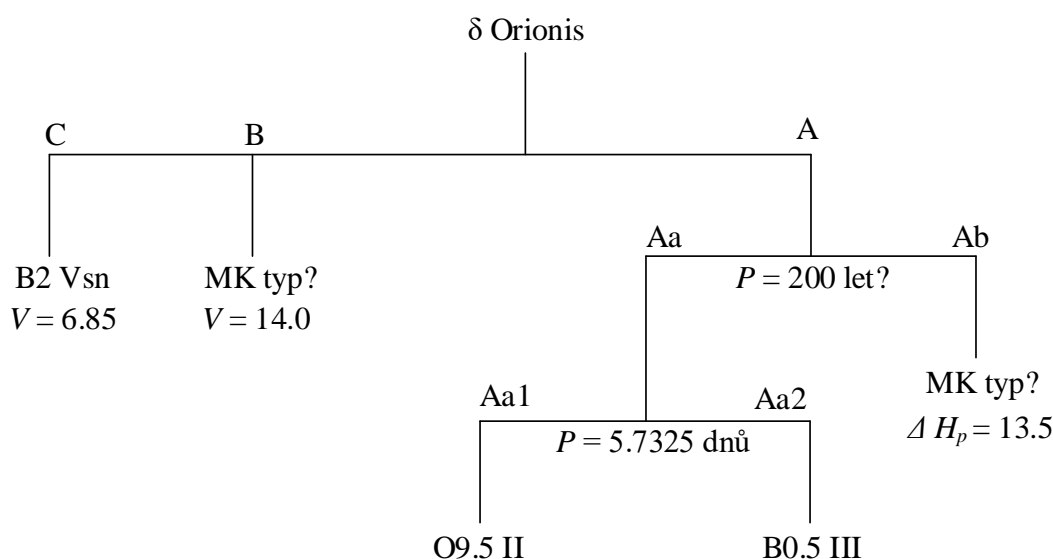 δ Orionis
C
B
A
B2 Vsn
V = 6.85
MK typ?
V = 14.0
Aa
Ab
P = 200 let?
MK typ?
Δ Hp = 13.5
Aa1
Aa2
P = 5.7325 dnů
O9.5 II
B0.5 III